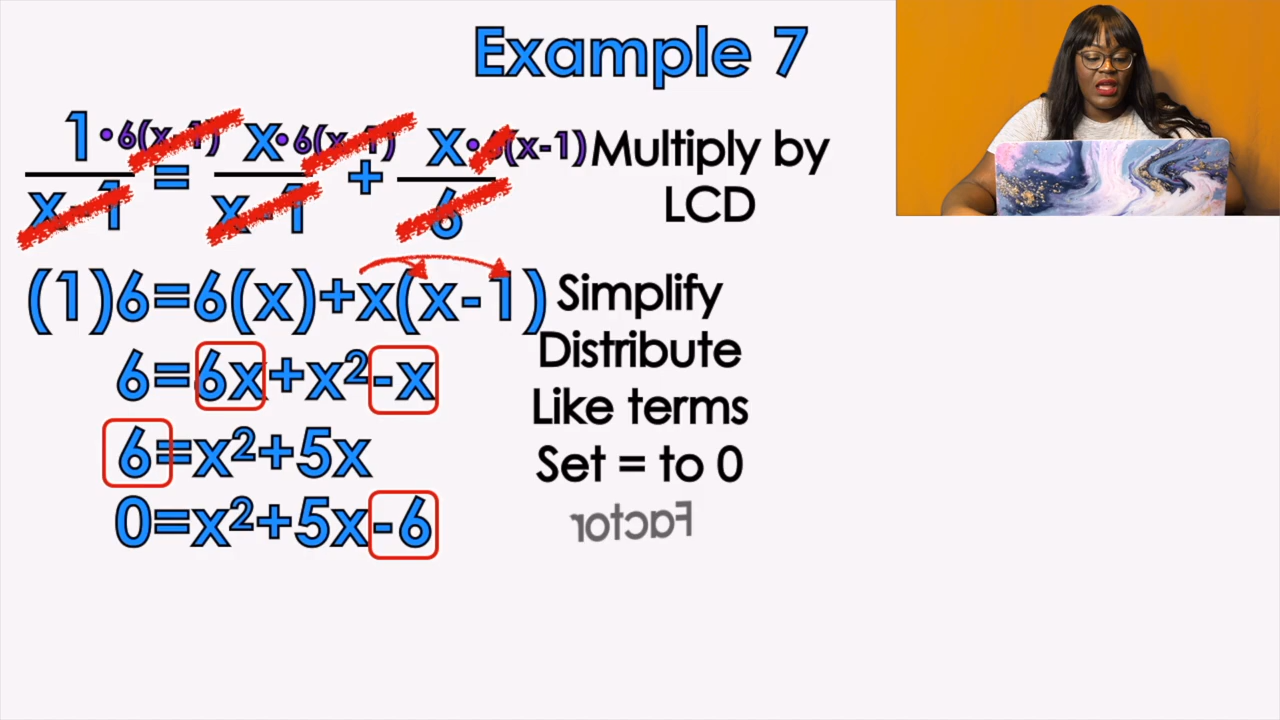 Example 7
1•6(x-1) x•6(x-1) x•6(x-1)
= +
x-1 x-1 6
Multiply by
LCD
(1)6=6(x)+x(x-1)
Simplify
Distribute
6=6x+x²-x
Like terms
6=x²+5x
Set = to 0
0=x²+5x-6
Factor